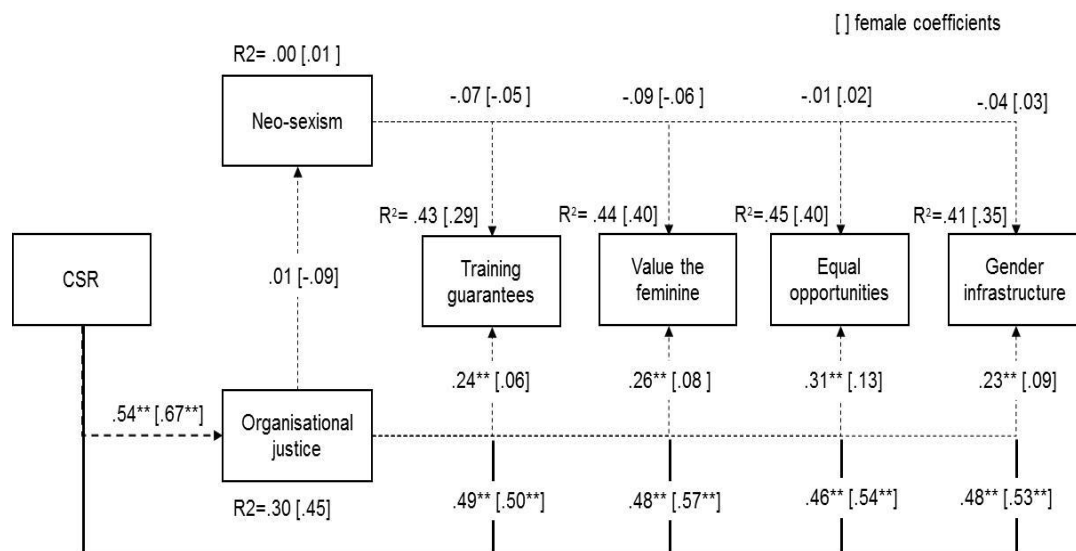 [ ] female coefficients
R2= .00 [.01 ]
Neo-sexism
-.07 [-.05 ]
-.09 [-.06 ]
-.01 [.02]
-.04 [.03]
R²= .43 [.29]
R²= .44 [.40]
R²=.45 [.40]
R²=.41 [.35]
CSR
Training
guarantees
Value the
feminine
Equal
opportunities
Gender
infrastructure
.01 [-.09]
.24** [.06]
.26** [.08 ]
.31** [.13]
.23** [.09]
.54** [.67**]
Organisational
justice
R2=.30 [.45]
.49** [.50**]
.48** [.57**]
.46** [.54**]
.48** [.53**]